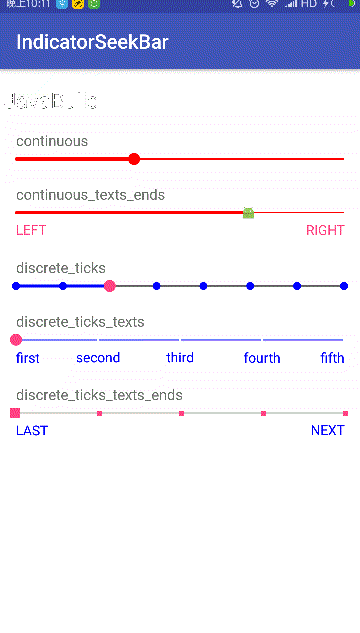 晚上10:11 HD
IndicatorSeekBar
JavaBuild
continuous
continuous_texts_ends
LEFT RIGHT
discrete_ticks
discrete_ticks_texts
first second third fourth fifth
discrete_ticks_texts_ends
LAST NEXT